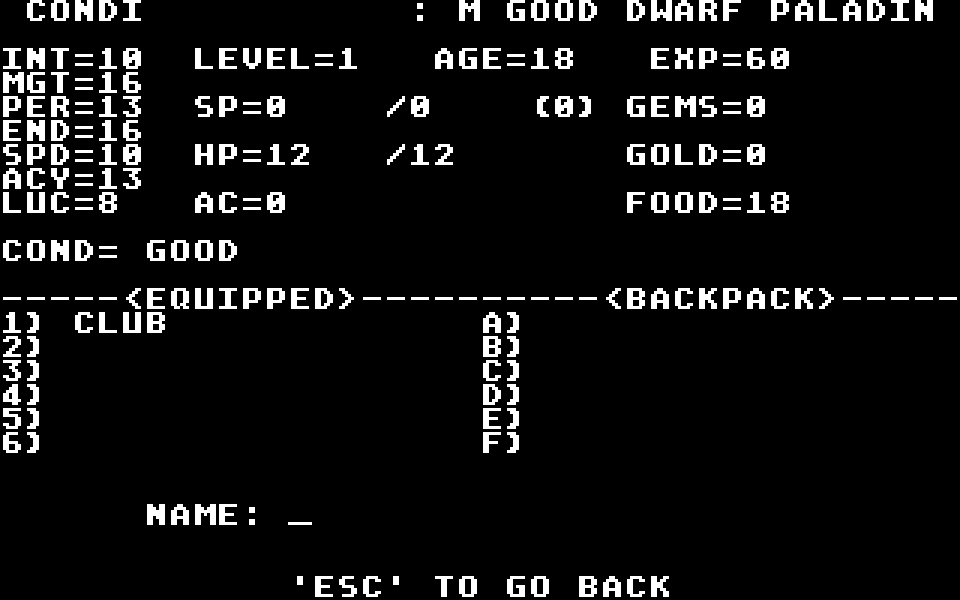 CONDI : M GOOD DWARF PALADIN
INT=10 LEVEL=1 AGE=18 EXP=60
MGT=16
PER=13 SP=0 /0 (0) GEMS=0
END=16
SPD=10 HP=12 /12 GOLD=0
ACY=13
LUC=8 AC=0 FOOD=18
COND= GOOD
-----<EQUIPPED>----------<BACKPACK>-----
1) CLUB A)
2) B)
3) C)
4) D)
5) E)
6) F)
NAME: _
'ESC' TO GO BACK